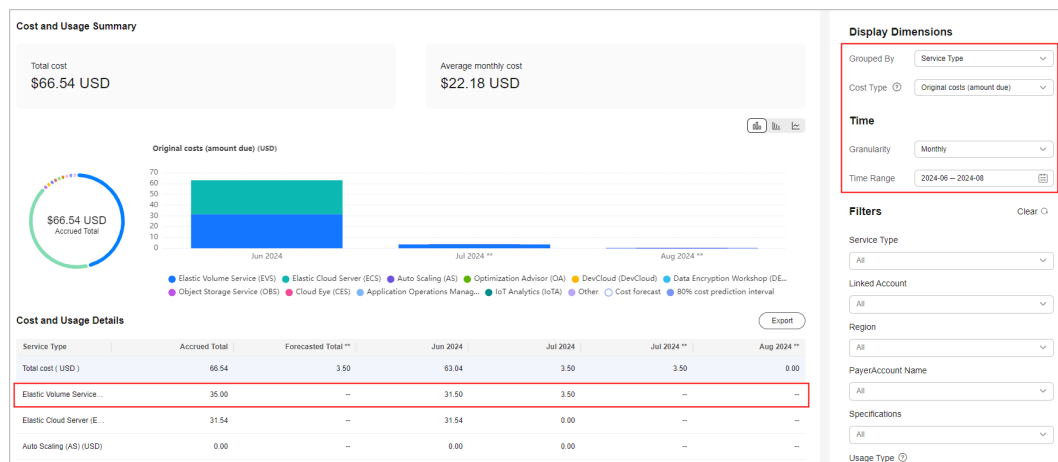 Cost and Usage Summary
Total cost
$66.54 USD
Average monthly cost
$22.18 USD
Original costs (amount due) (USD)
70
60
50
40
30
20
10
0
Jun 2024
Jul 2024 **
Aug 2024 **
$66.54 USD
Accrued Total
Elastic Volume Service (EVS) Elastic Cloud Server (ECS) Auto Scaling (AS) Optimization Advisor (OA) DevCloud (DevCloud) Data Encryption Workshop (DE...
Object Storage Service (OBS) Cloud Eye (CES) Application Operations Manag... IoT Analytics (IoTA) Other Cost forecast 80% cost prediction interval
Cost and Usage Details
Export
Service Type Accrued Total Forecasted Total ** Jun 2024 Jul 2024 Jul 2024 ** Aug 2024 **
Total cost ( USD ) 66.54 3.50 63.04 3.50 3.50 0.00
Elastic Volume Service... 35.00 -- 31.50 3.50 -- --
Elastic Cloud Server (E... 31.54 -- 31.54 0.00 -- --
Auto Scaling (AS) (USD) 0.00 -- 0.00 0.00 -- --
Display Dimensions
Grouped By Service Type
Cost Type ? Original costs (amount due)
Time
Granularity Monthly
Time Range 2024-06 – 2024-08
Filters Clear
Service Type
All
Linked Account
All
Region
All
PayerAccount Name
All
Specifications
All
Usage Type ?